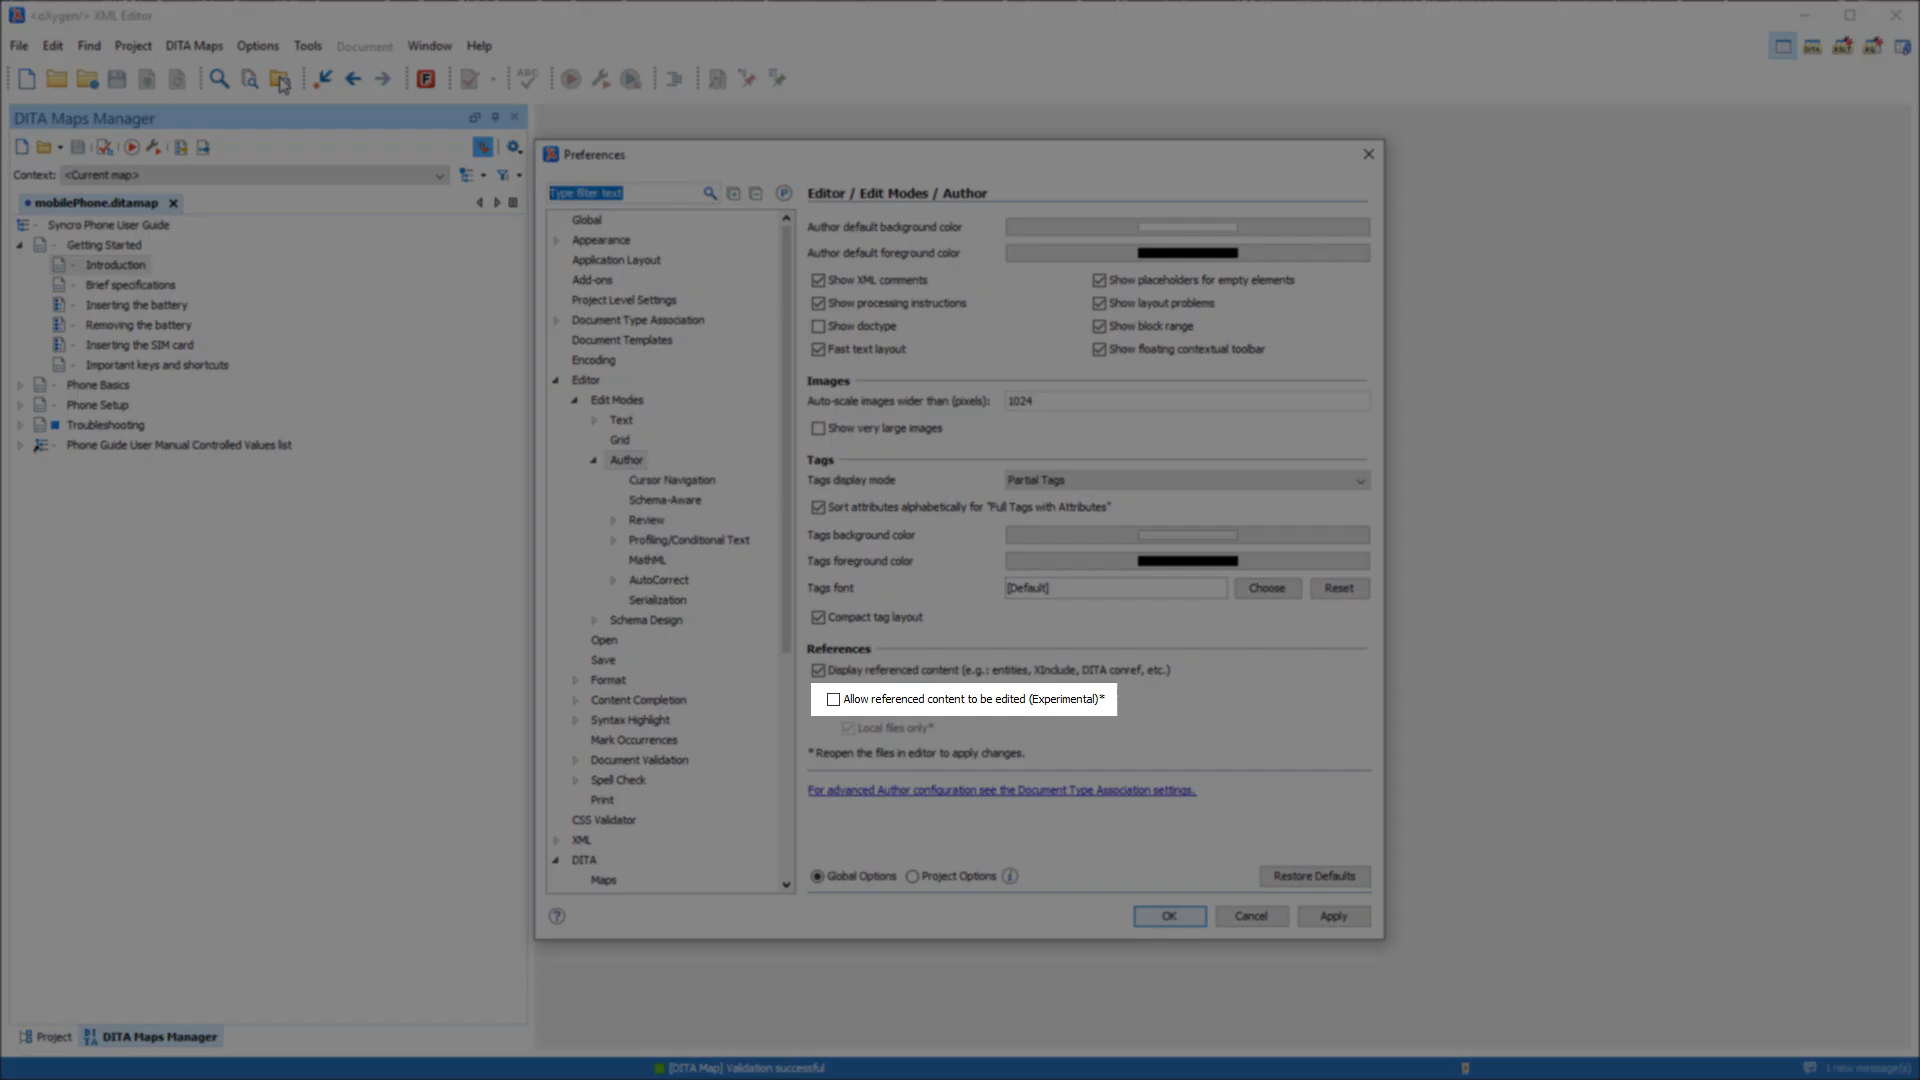 <oXygen/> XML Editor
File Edit Find Project DITA Maps Options Tools Document Window Help
DITA Maps Manager
Context: <Current map>
mobilePhone.ditamap
Syncro Phone User Guide
Getting Started
Introduction
Brief specifications
Inserting the battery
Removing the battery
Inserting the SIM card
Important keys and shortcuts
Phone Basics
Phone Setup
Troubleshooting
Phone Guide User Manual Controlled Values list
Project DITA Maps Manager
Preferences
Type filter text
Global
Appearance
Application Layout
Add-ons
Project Level Settings
Document Type Association
Document Templates
Encoding
Editor
Edit Modes
Text
Grid
Author
Cursor Navigation
Schema-Aware
Review
Profiling/Conditional Text
MathML
AutoCorrect
Serialization
Schema Design
Open
Save
Format
Content Completion
Syntax Highlight
Mark Occurrences
Document Validation
Spell Check
Print
CSS Validator
XML
DITA
Maps
Editor / Edit Modes / Author
Author default background color
Author default foreground color
Show XML comments Show placeholders for empty elements
Show processing instructions Show layout problems
Show doctype Show block range
Fast text layout Show floating contextual toolbar
Images
Auto-scale images wider than (pixels): 1024
Show very large images
Tags
Tags display mode Partial Tags
Sort attributes alphabetically for "Full Tags with Attributes"
Tags background color
Tags foreground color
Tags font [Default] Choose Reset
Compact tag layout
References
Display referenced content (e.g.: entities, XInclude, DITA conref, etc.)
Allow referenced content to be edited (Experimental)*
Local files only*
* Reopen the files in editor to apply changes.
For advanced Author configuration see the Document Type Association settings.
Global Options Project Options Restore Defaults
OK Cancel Apply
[DITA Map] Validation successful
1 new message(s)